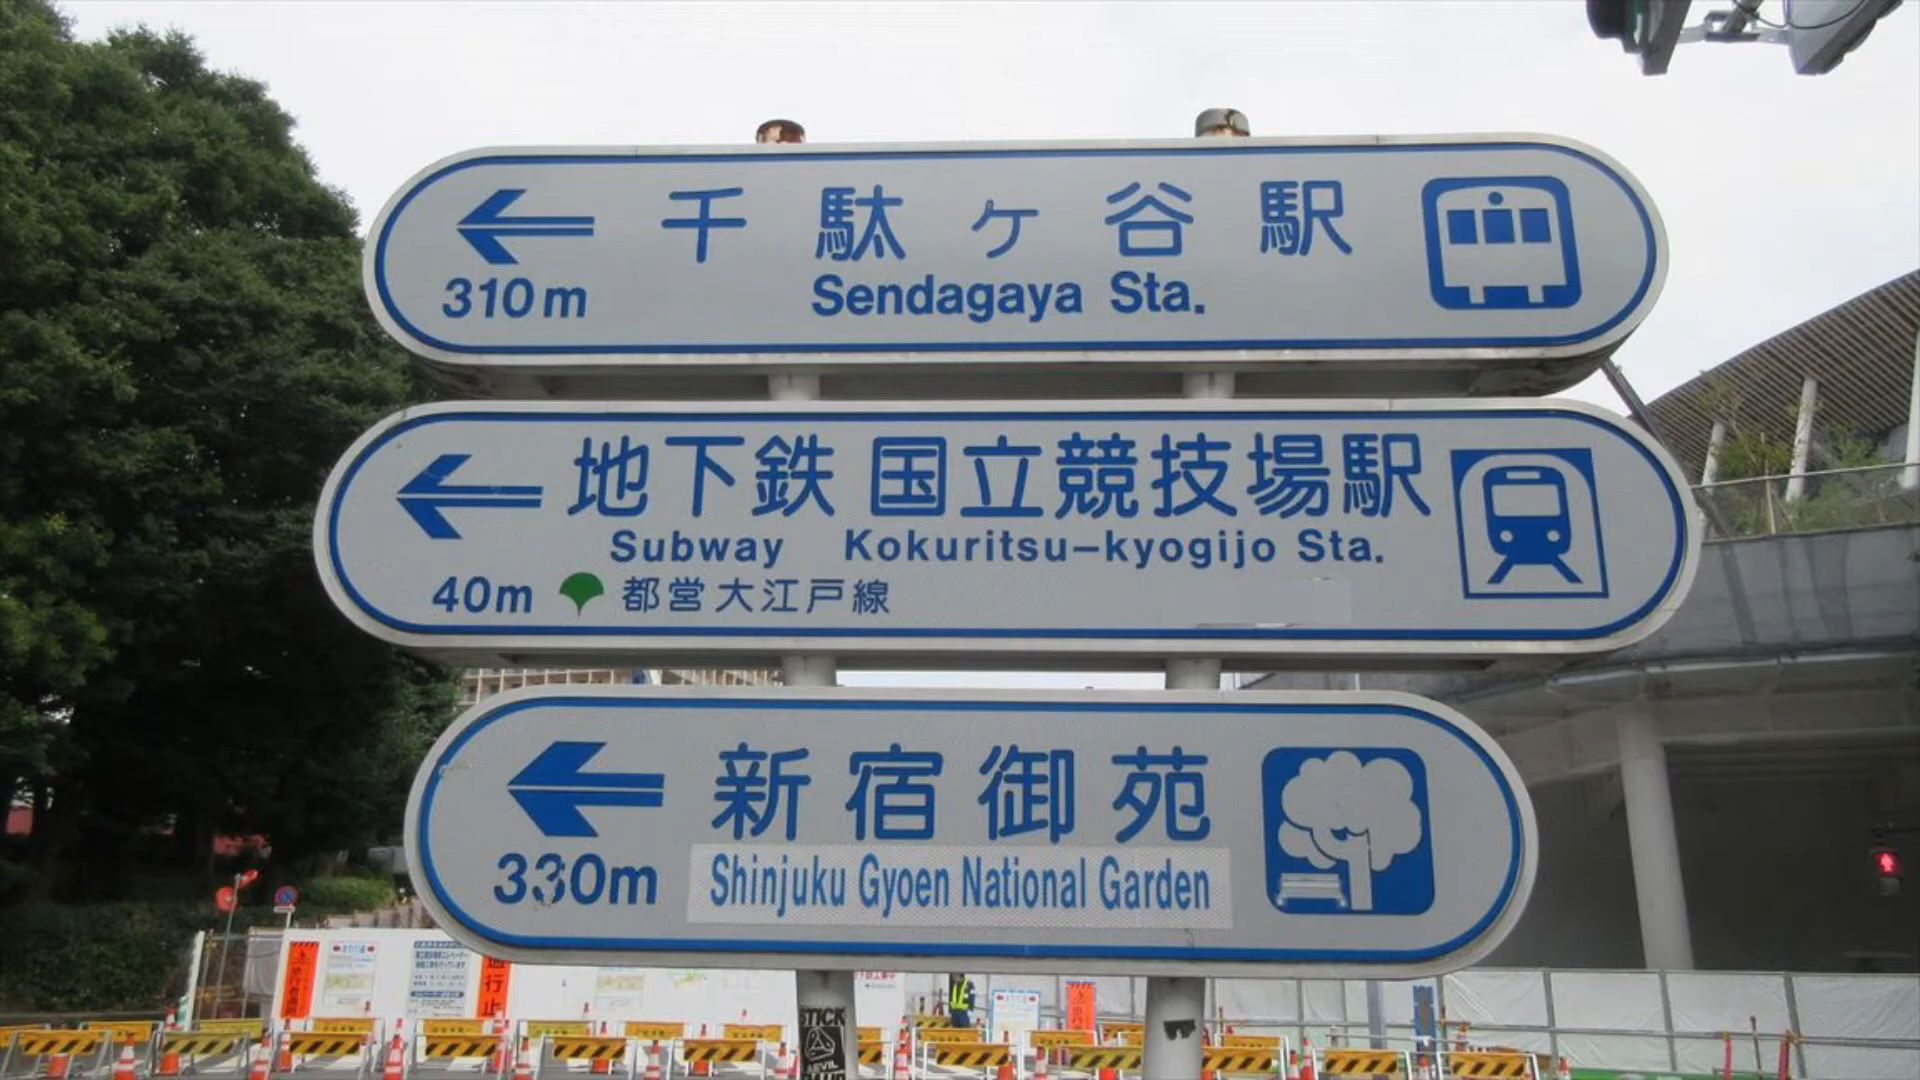 千駄ヶ谷駅
310m Sendagaya Sta.
地下鉄 国立競技場駅
Subway Kokuritsu-kyogijo Sta.
40m 都営大江戸線
新宿御苑
330m Shinjuku Gyoen National Garden
STICK